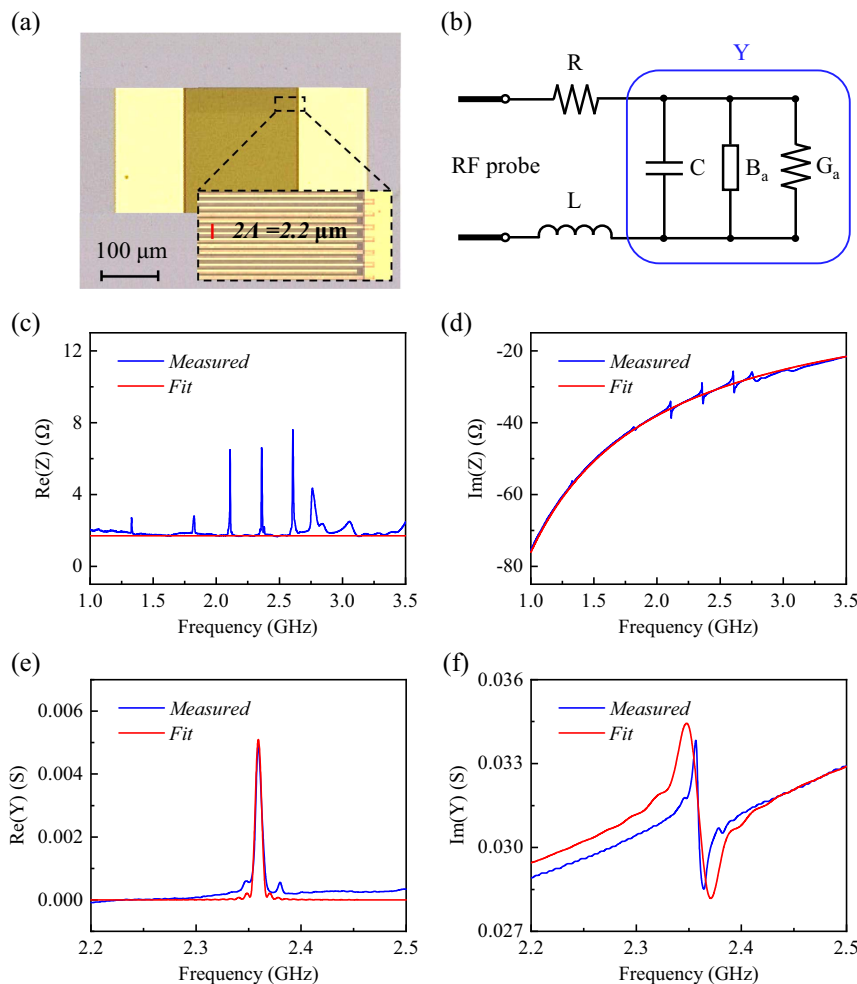 (a)
2Λ =2.2 μm
100 μm
(b)
Y
R
RF probe
C
Bₐ
Gₐ
L
(c)
Measured
Fit
Re(Z) (Ω)
12
8
4
0
1.0 1.5 2.0 2.5 3.0 3.5
Frequency (GHz)
(d)
Measured
Fit
Im(Z) (Ω)
-20
-40
-60
-80
1.0 1.5 2.0 2.5 3.0 3.5
Frequency (GHz)
(e)
Measured
Fit
Re(Y) (S)
0.006
0.004
0.002
0.000
2.2 2.3 2.4 2.5
Frequency (GHz)
(f)
Measured
Fit
Im(Y) (S)
0.036
0.033
0.030
0.027
2.2 2.3 2.4 2.5
Frequency (GHz)